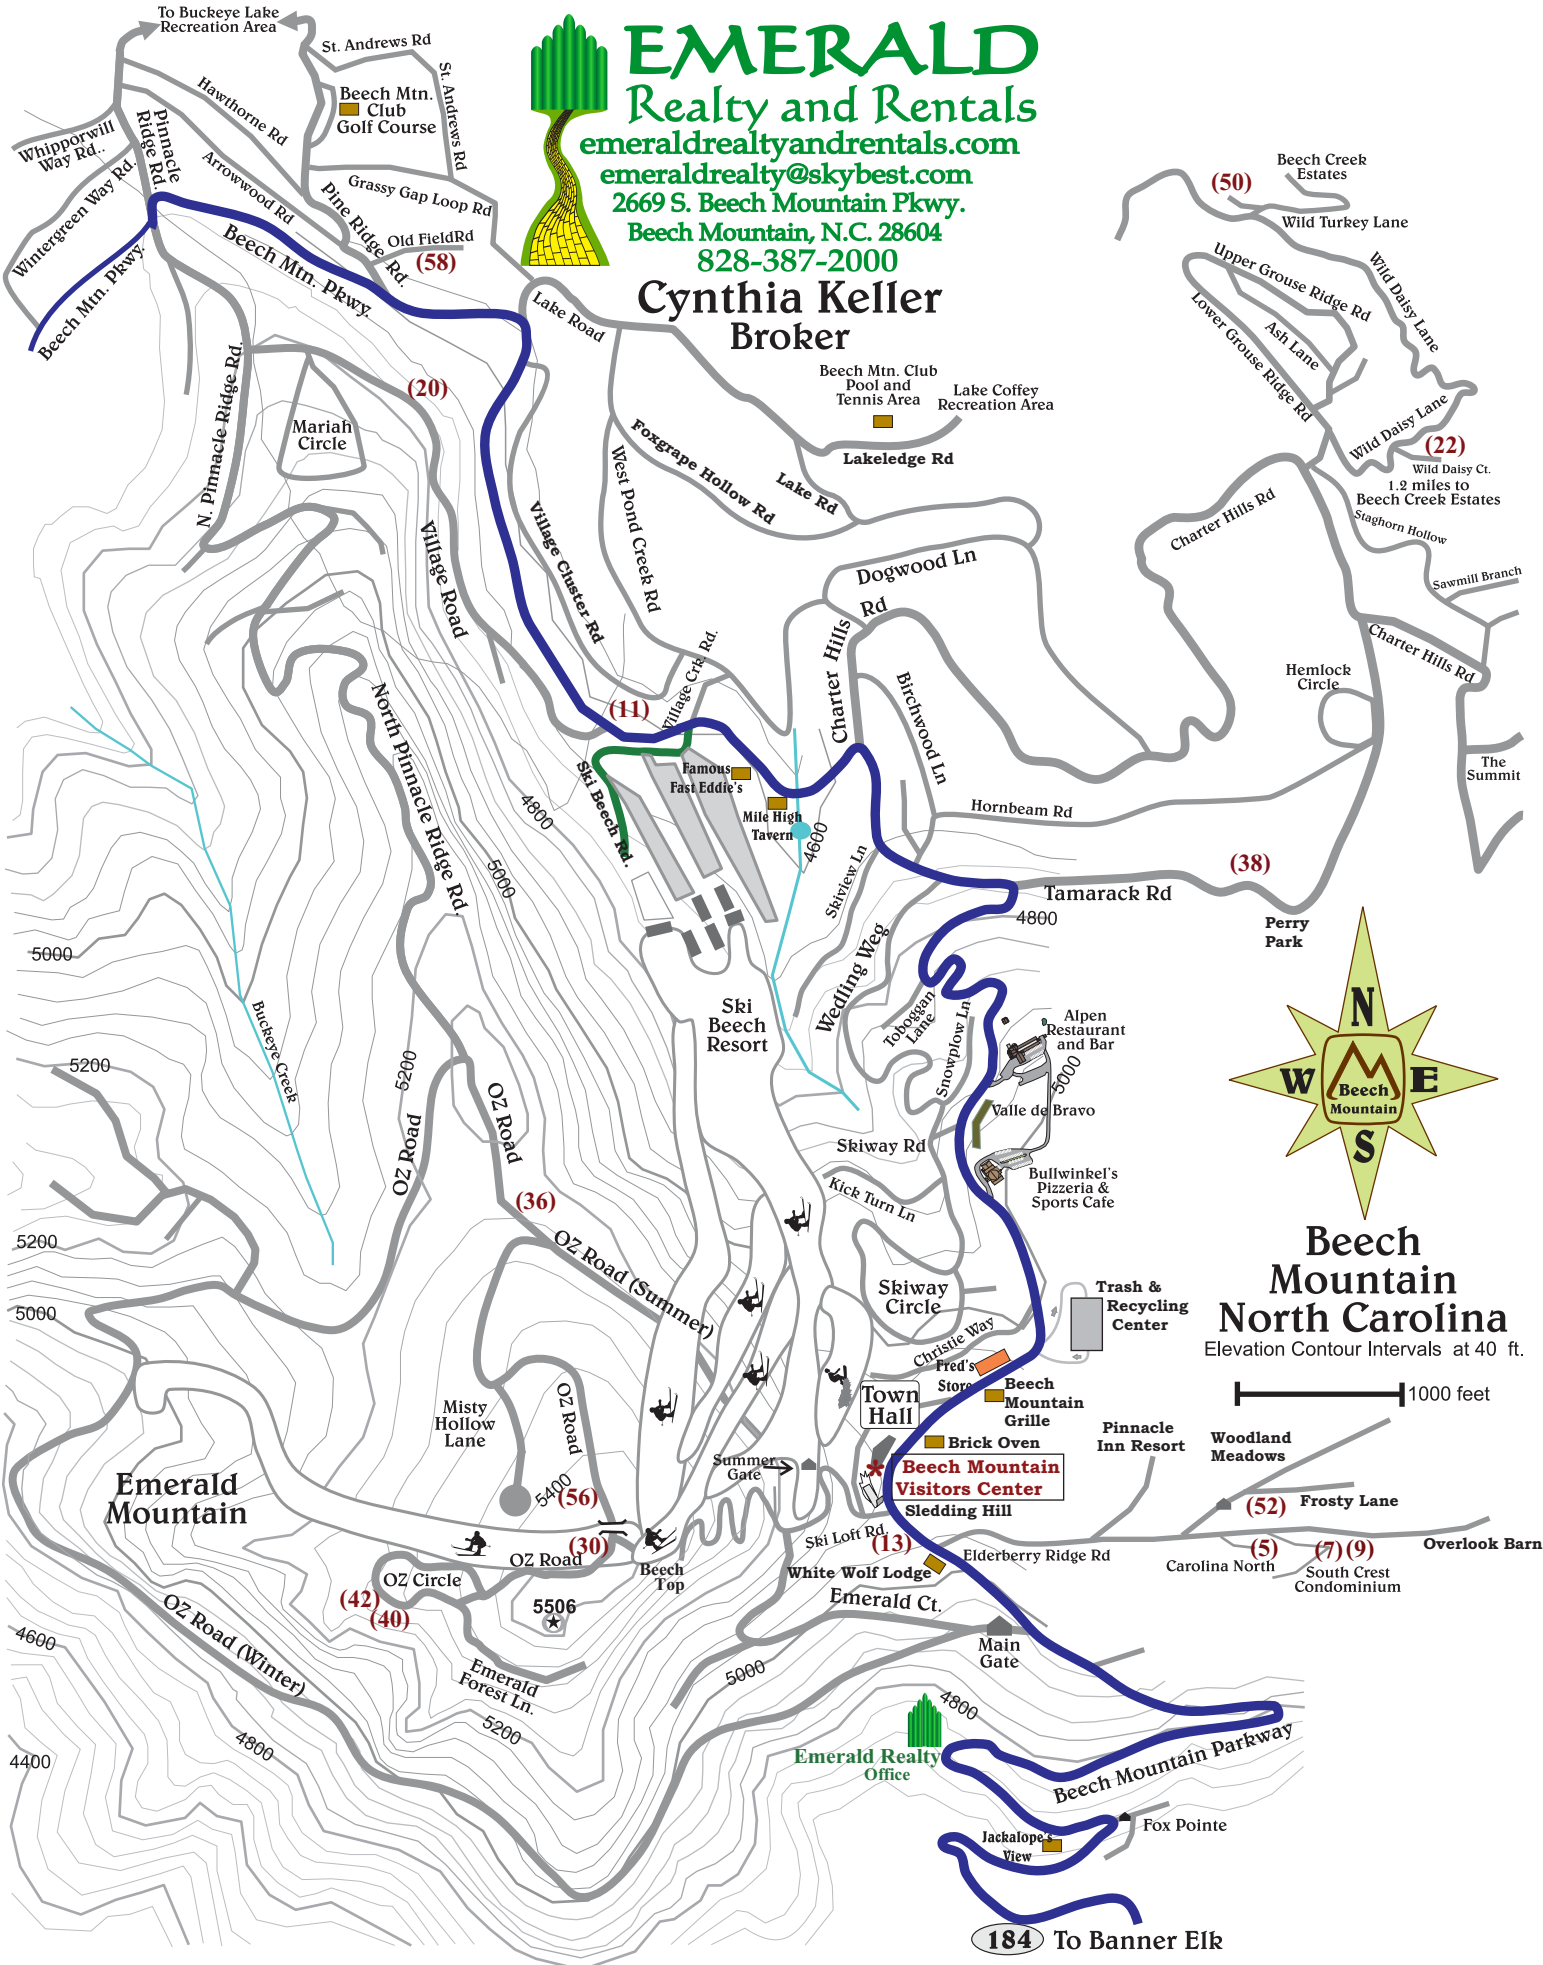 To Buckeye Lake
Recreation Area
St. Andrews Rd
St. Andrews Rd
Hawthorne Rd
Beech Mtn.
Club
Golf Course
Pinnacle
Ridge Rd.
Whipporwill
Way Rd..
Arrowwood Rd
Grassy Gap Loop Rd
Pine Ridge Rd.
Wintergreen Way Rd.
Old FieldRd
(58)
Beech Mtn. Pkwy.
Beech Mtn. Pkwy.
EMERALD
Realty and Rentals
emeraldrealtyandrentals.com
emeraldrealty@skybest.com
2669 S. Beech Mountain Pkwy.
Beech Mountain, N.C. 28604
828-387-2000
Cynthia Keller
Broker
Lake Road
Beech Creek
Estates
(50)
Wild Turkey Lane
Upper Grouse Ridge Rd
Wild Daisy Lane
Lower Grouse Ridge Rd
Ash Lane
Wild Daisy Lane
(22)
Wild Daisy Ct.
1.2 miles to
Beech Creek Estates
Beech Mtn. Club
Pool and
Tennis Area
Lake Coffey
Recreation Area
Lakeledge Rd
Lake Rd
Foxgrape Hollow Rd
West Pond Creek Rd
(20)
Mariah
Circle
N. Pinnacle Ridge Rd.
Village Road
Village Cluster Rd
Village Crk Rd.
(11)
Dogwood Ln
Charter Hills
Rd
Charter Hills Rd
Staghorn Hollow
Sawmill Branch
Charter Hills Rd
Hemlock
Circle
The
Summit
Birchwood Ln
Hornbeam Rd
(38)
Tamarack Rd
4800
Perry
Park
North Pinnacle Ridge Rd.
4800
5000
Ski Beech Rd.
Famous
Fast Eddie's
Mile High
Tavern
4600
Skiview Ln
Wedling Weg
Toboggan
Lane
Snowplow Ln
Ski
Beech
Resort
Alpen
Restaurant
and Bar
5000
Valle de Bravo
Skiway Rd
Bullwinkel's
Pizzeria &
Sports Cafe
Kick Turn Ln
N
W
E
S
Beech
Mountain
Beech
Mountain
North Carolina
Elevation Contour Intervals at 40 ft.
1000 feet
5000
5200
Buckeye Creek
5200
OZ Road
OZ Road
(36)
OZ Road (Summer)
5200
5000
Skiway
Circle
Christie Way
Trash &
Recycling
Center
Fred's
Store
Town
Hall
Beech
Mountain
Grille
Brick Oven
Beech Mountain
Visitors Center
Sledding Hill
Summer
Gate
Ski Loft Rd.
(13)
White Wolf Lodge
Pinnacle
Inn Resort
Woodland
Meadows
(52)
Frosty Lane
Elderberry Ridge Rd
Carolina North
(5)
(7)
(9)
South Crest
Condominium
Overlook Barn
Misty
Hollow
Lane
OZ Road
5400
(56)
(30)
OZ Road
Emerald
Mountain
OZ Circle
(42)
(40)
Beech
Top
5506
OZ Road (Winter)
Emerald
Forest Ln.
5200
4600
4800
4400
Emerald Ct.
Main
Gate
5000
4800
Emerald Realty
Office
Beech Mountain Parkway
Fox Pointe
Jackalope's
View
184
To Banner Elk